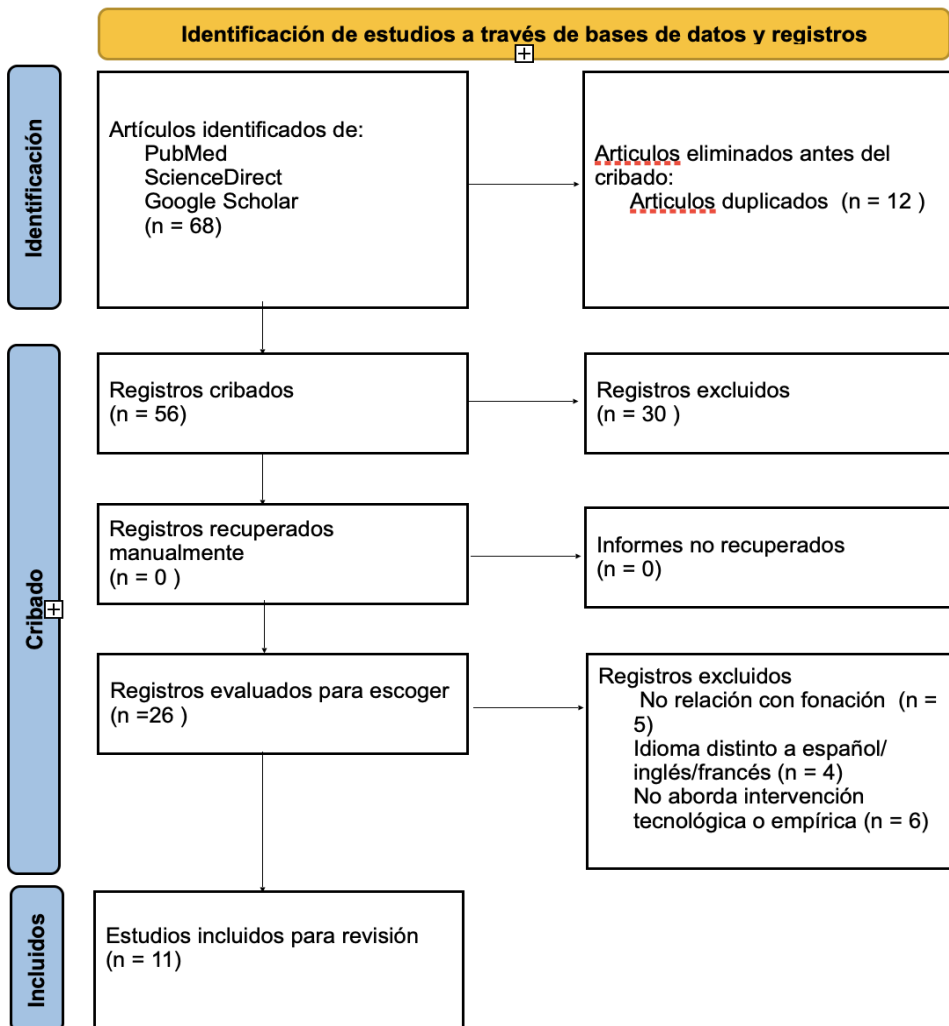 Identificación de estudios a través de bases de datos y registros
Identificación
Artículos identificados de:
PubMed
ScienceDirect
Google Scholar
(n = 68)
Articulos eliminados antes del
cribado:
Articulos duplicados (n = 12 )
Cribado
Registros cribados
(n = 56)
Registros excluidos
(n = 30 )
Registros recuperados
manualmente
(n = 0 )
Informes no recuperados
(n = 0)
Registros evaluados para escoger
(n =26 )
Registros excluidos
No relación con fonación (n =
5)
Idioma distinto a español/
inglés/francés (n = 4)
No aborda intervención
tecnológica o empírica (n = 6)
Incluidos
Estudios incluidos para revisión
(n = 11)